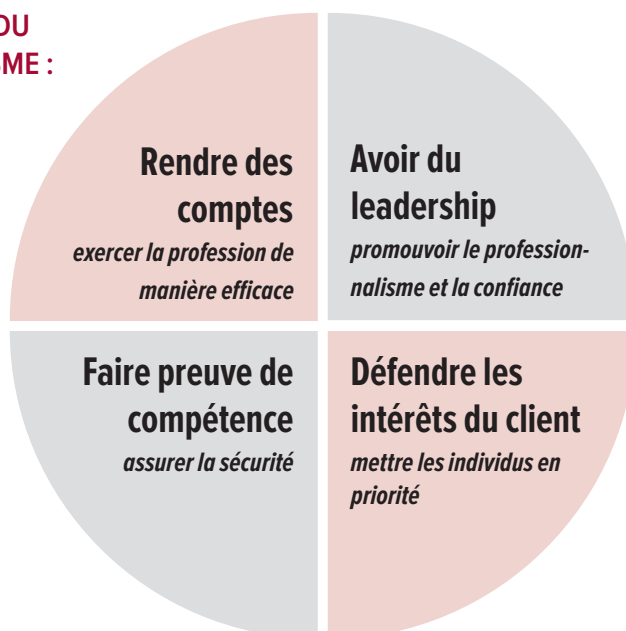 DU
SME :
Rendre des
comptes
exercer la profession de
manière efficace
Avoir du
leadership
promouvoir le profession-
nalisme et la confiance
Faire preuve de
compétence
assurer la sécurité
Défendre les
intérêts du client
mettre les individus en
priorité